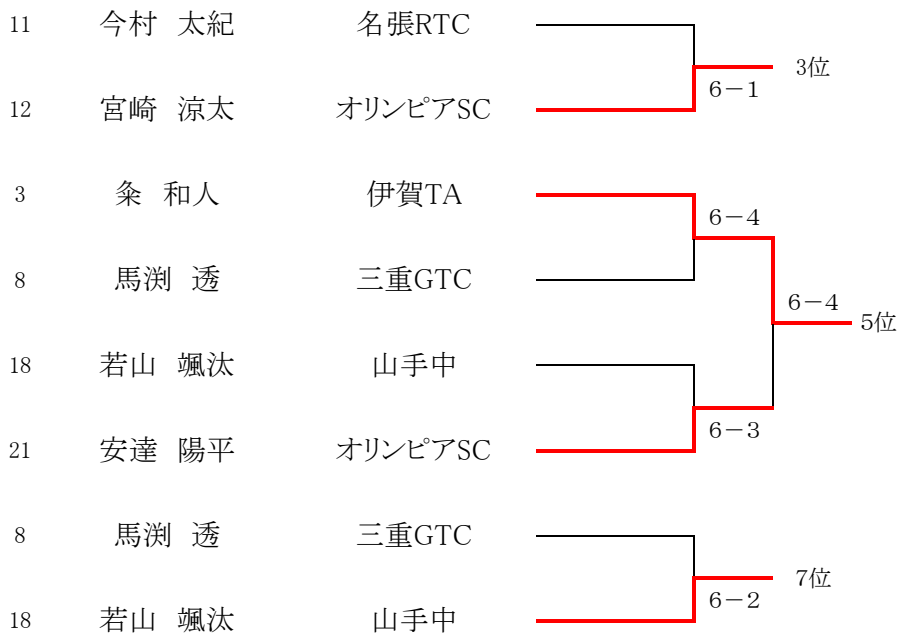 11 今村 太紀 名張RTC
3位
6－1
12 宮崎 涼太 オリンピアSC
3 粂 和人 伊賀TA
6－4
8 馬渕 透 三重GTC
6－4
5位
18 若山 颯汰 山手中
6－3
21 安達 陽平 オリンピアSC
8 馬渕 透 三重GTC
7位
6－2
18 若山 颯汰 山手中